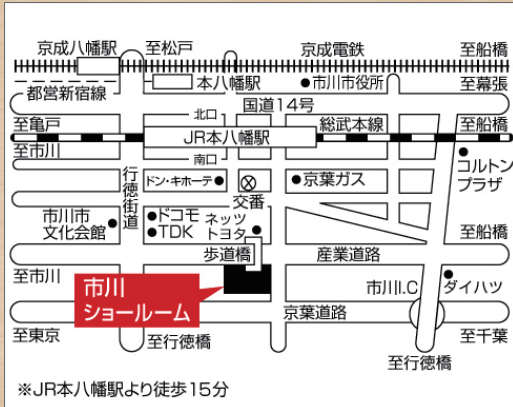 京成八幡駅
至松戸
京成電鉄
至船橋
都営新宿線
本八幡駅
市川市役所
至幕張
国道14号
北口
至亀戸
JR本八幡駅
総武本線
至船橋
至市川
南口
コルトン
プラザ
行徳街道
ドン・キホーテ
京葉ガス
交番
市川市
文化会館
ドコモ
TDK
ネッツ
トヨタ
歩道橋
産業道路
至船橋
至市川
市川
ショールーム
市川I.C
ダイハツ
京葉道路
至東京
至行徳橋
至千葉
至行徳橋
※JR本八幡駅より徒歩15分